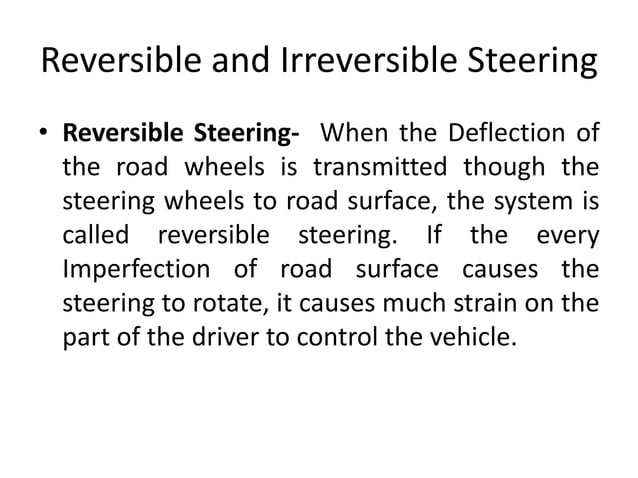 Reversible and Irreversible Steering
• Reversible Steering- When the Deflection of
the road wheels is transmitted though the
steering wheels to road surface, the system is
called reversible steering. If the every
Imperfection of road surface causes the
steering to rotate, it causes much strain on the
part of the driver to control the vehicle.